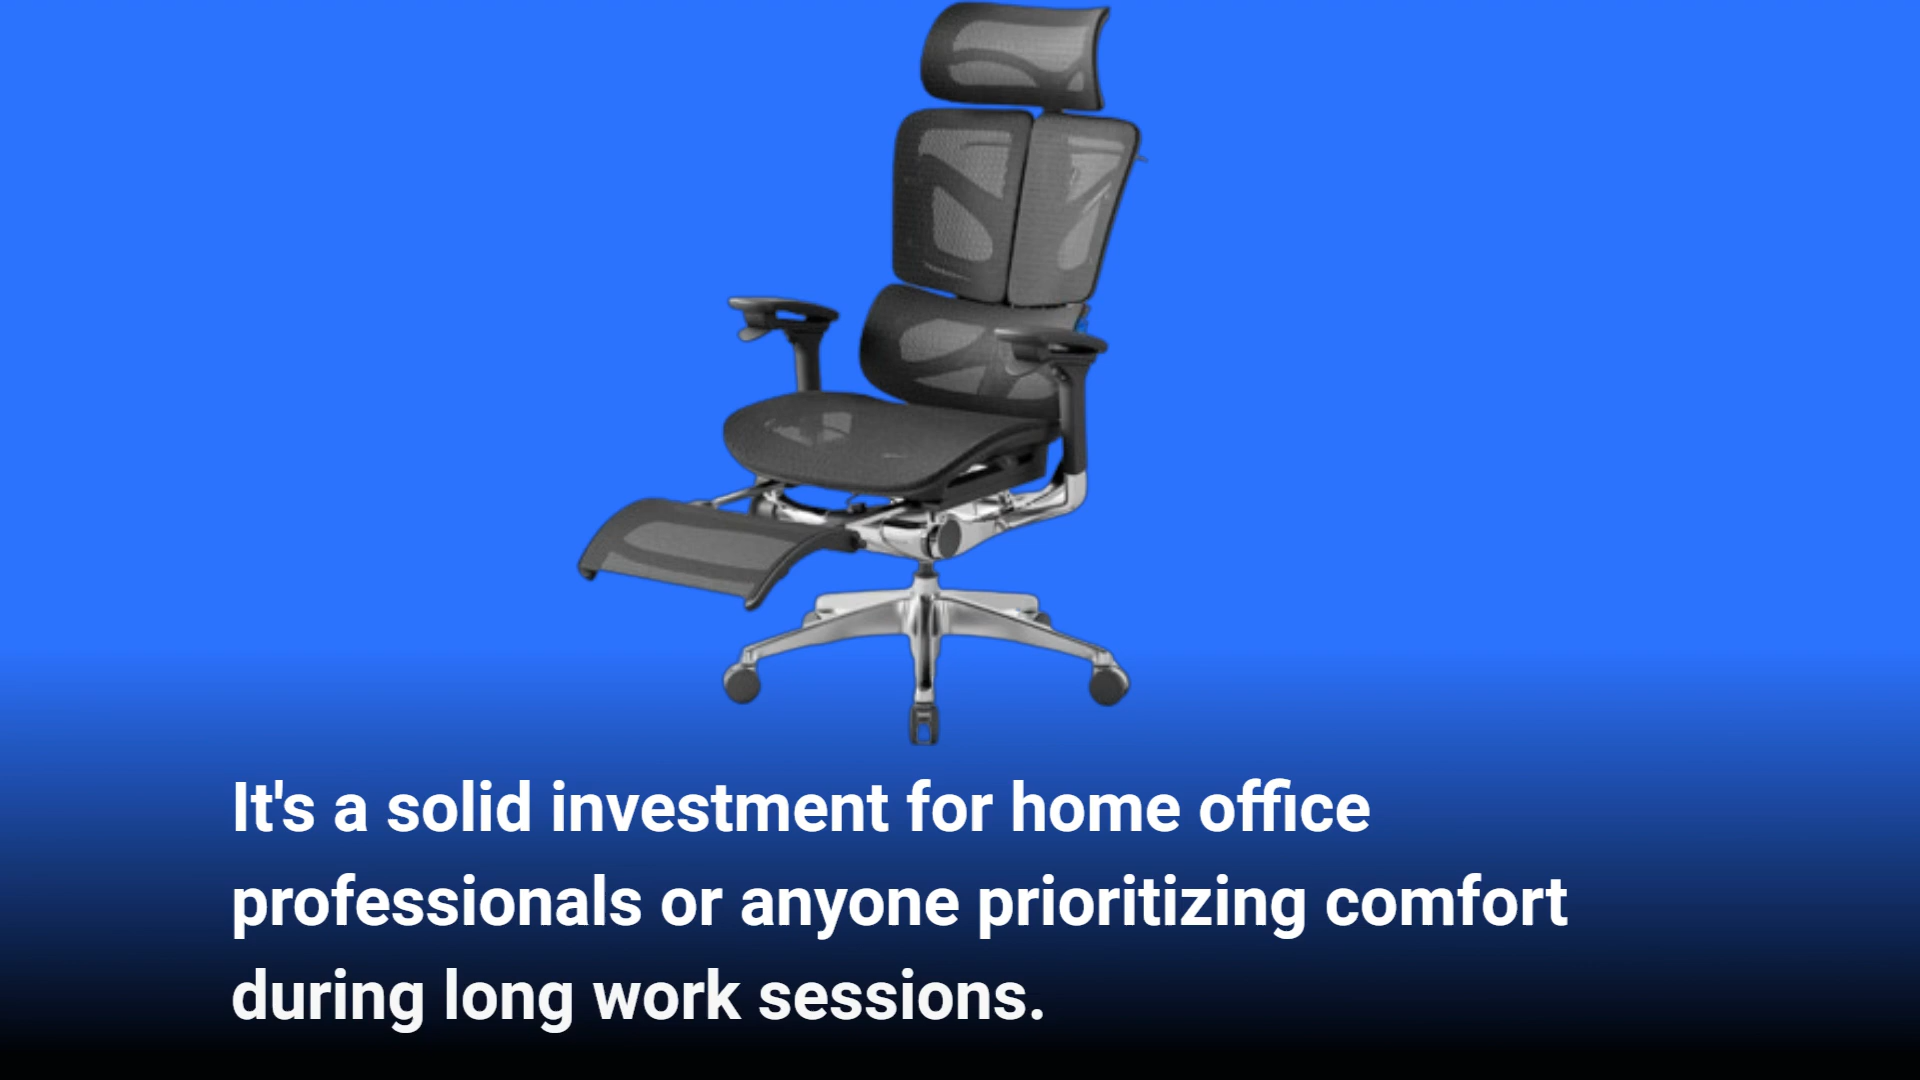 It's a solid investment for home office
professionals or anyone prioritizing comfort
during long work sessions.